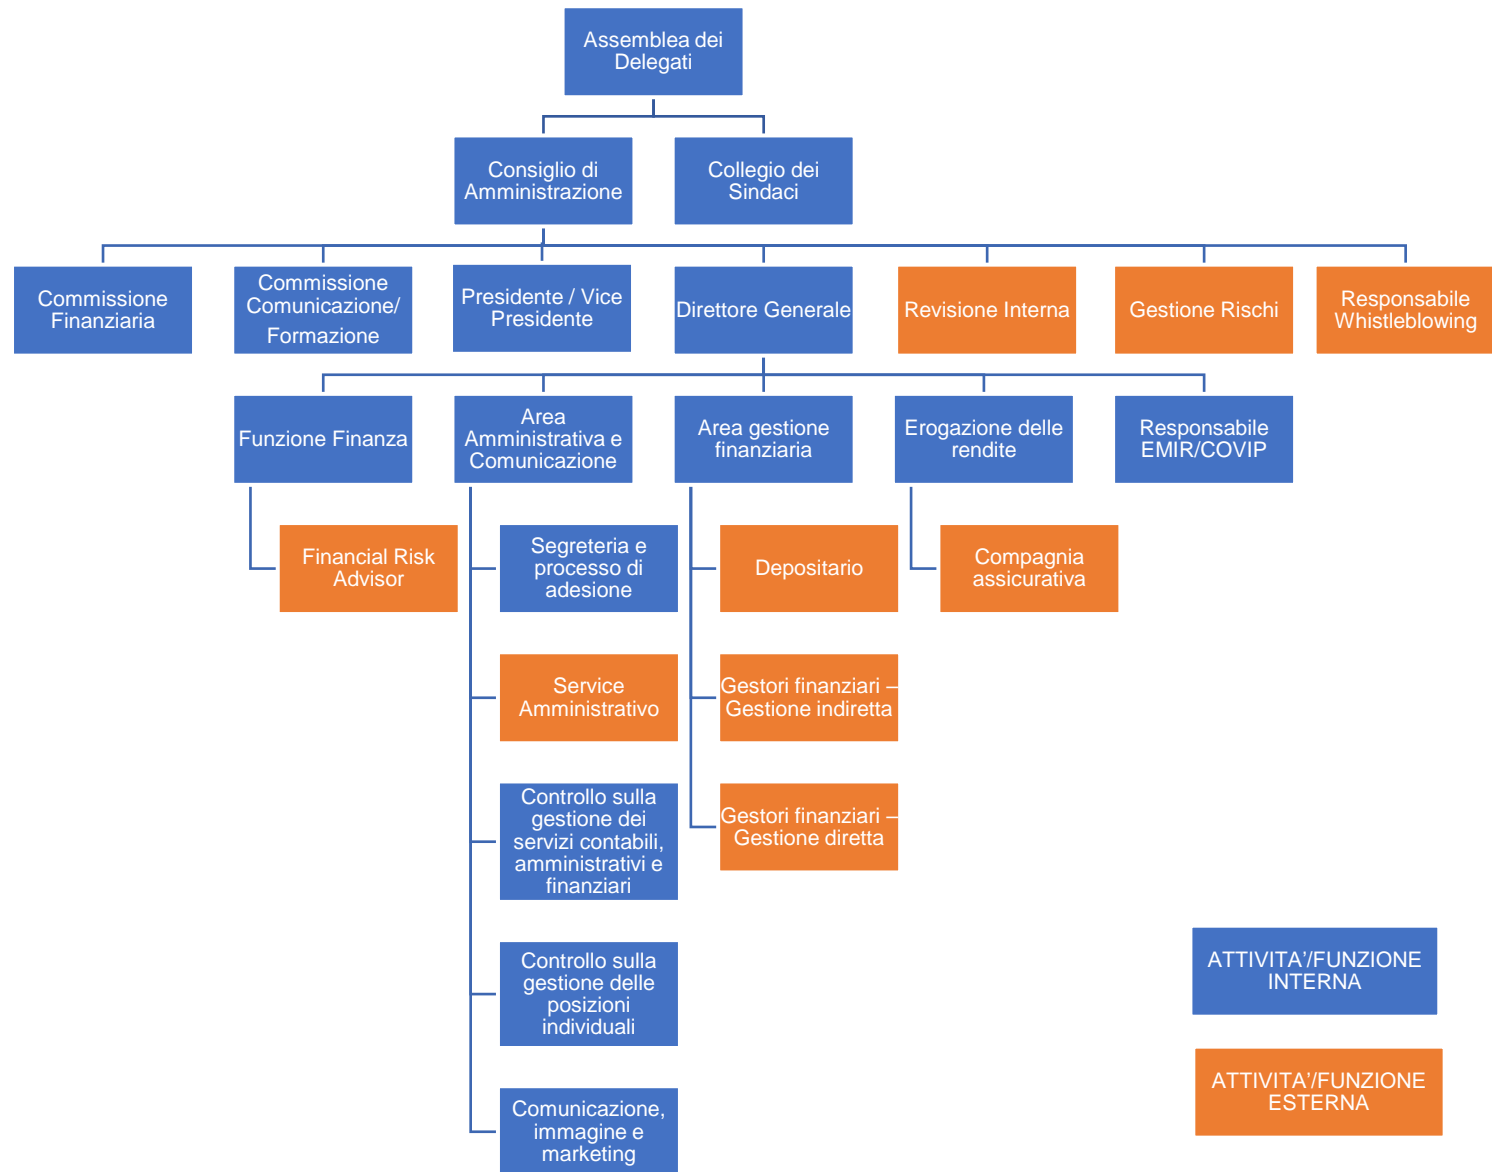 Assemblea dei
Delegati
Consiglio di
Amministrazione
Collegio dei
Sindaci
Commissione
Finanziaria
Commissione
Comunicazione/
Formazione
Presidente / Vice
Presidente
Direttore Generale
Revisione Interna
Gestione Rischi
Responsabile
Whistleblowing
Funzione Finanza
Area
Amministrativa e
Comunicazione
Area gestione
finanziaria
Erogazione delle
rendite
Responsabile
EMIR/COVIP
Financial Risk
Advisor
Segreteria e
processo di
adesione
Depositario
Compagnia
assicurativa
Service
Amministrativo
Gestori finanziari –
Gestione indiretta
Controllo sulla
gestione dei
servizi contabili,
amministrativi e
finanziari
Gestori finanziari –
Gestione diretta
Controllo sulla
gestione delle
posizioni
individuali
Comunicazione,
immagine e
marketing
ATTIVITA’/FUNZIONE
INTERNA
ATTIVITA’/FUNZIONE
ESTERNA